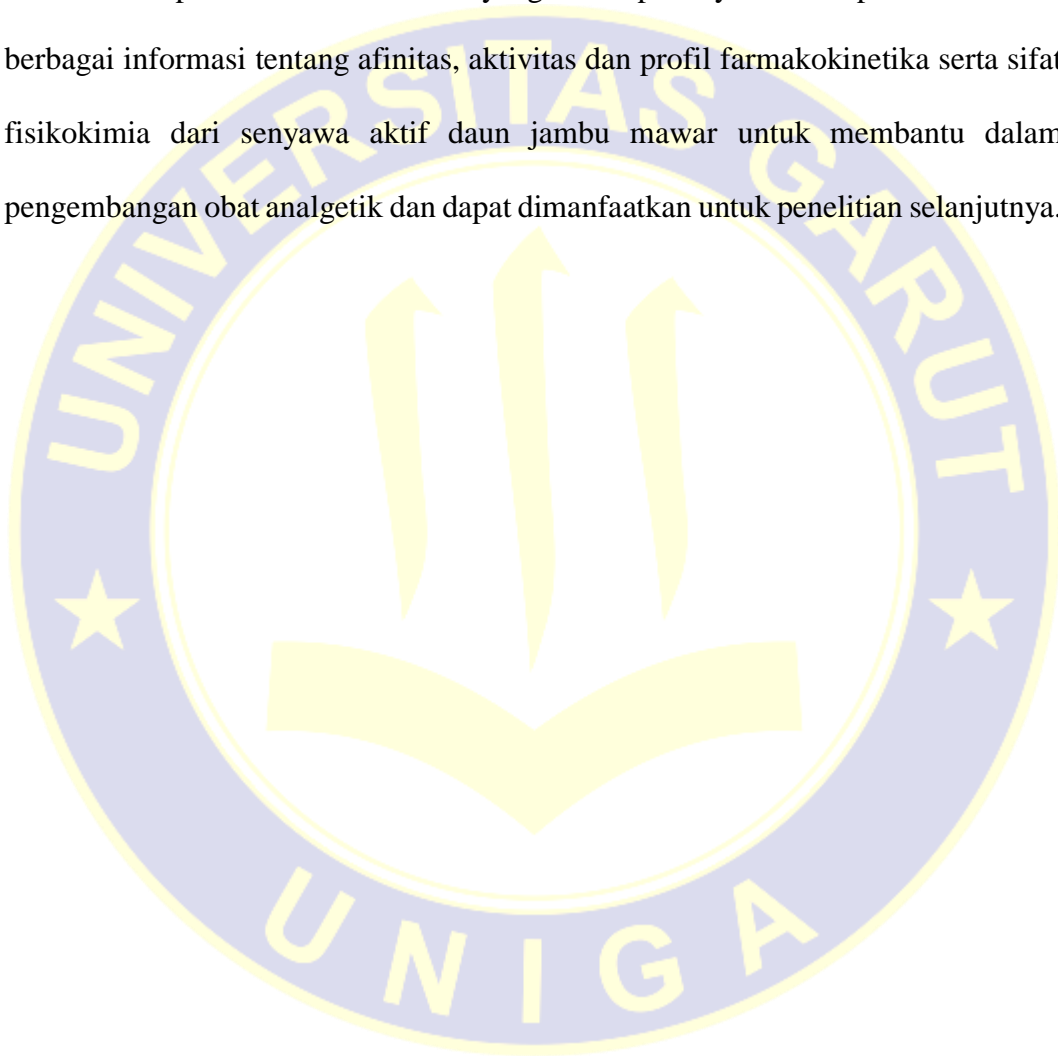 berbagai informasi tentang afinitas, aktivitas dan profil farmakokinetika serta sifat
fisikokimia dari senyawa aktif daun jambu mawar untuk membantu dalam
pengembangan obat analgetik dan dapat dimanfaatkan untuk penelitian selanjutnya.
UNIVERSITAS GARUT
UNIGA